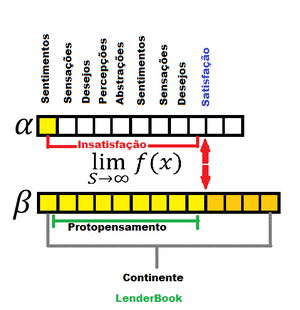 Sentimentos
Sensações
Desejos
Percepções
Abstrações
Sentimentos
Sensações
Desejos
Satisfação
α
Insatisfação
lim f(x)
S→∞
β
Protopensamento
Continente
LenderBook